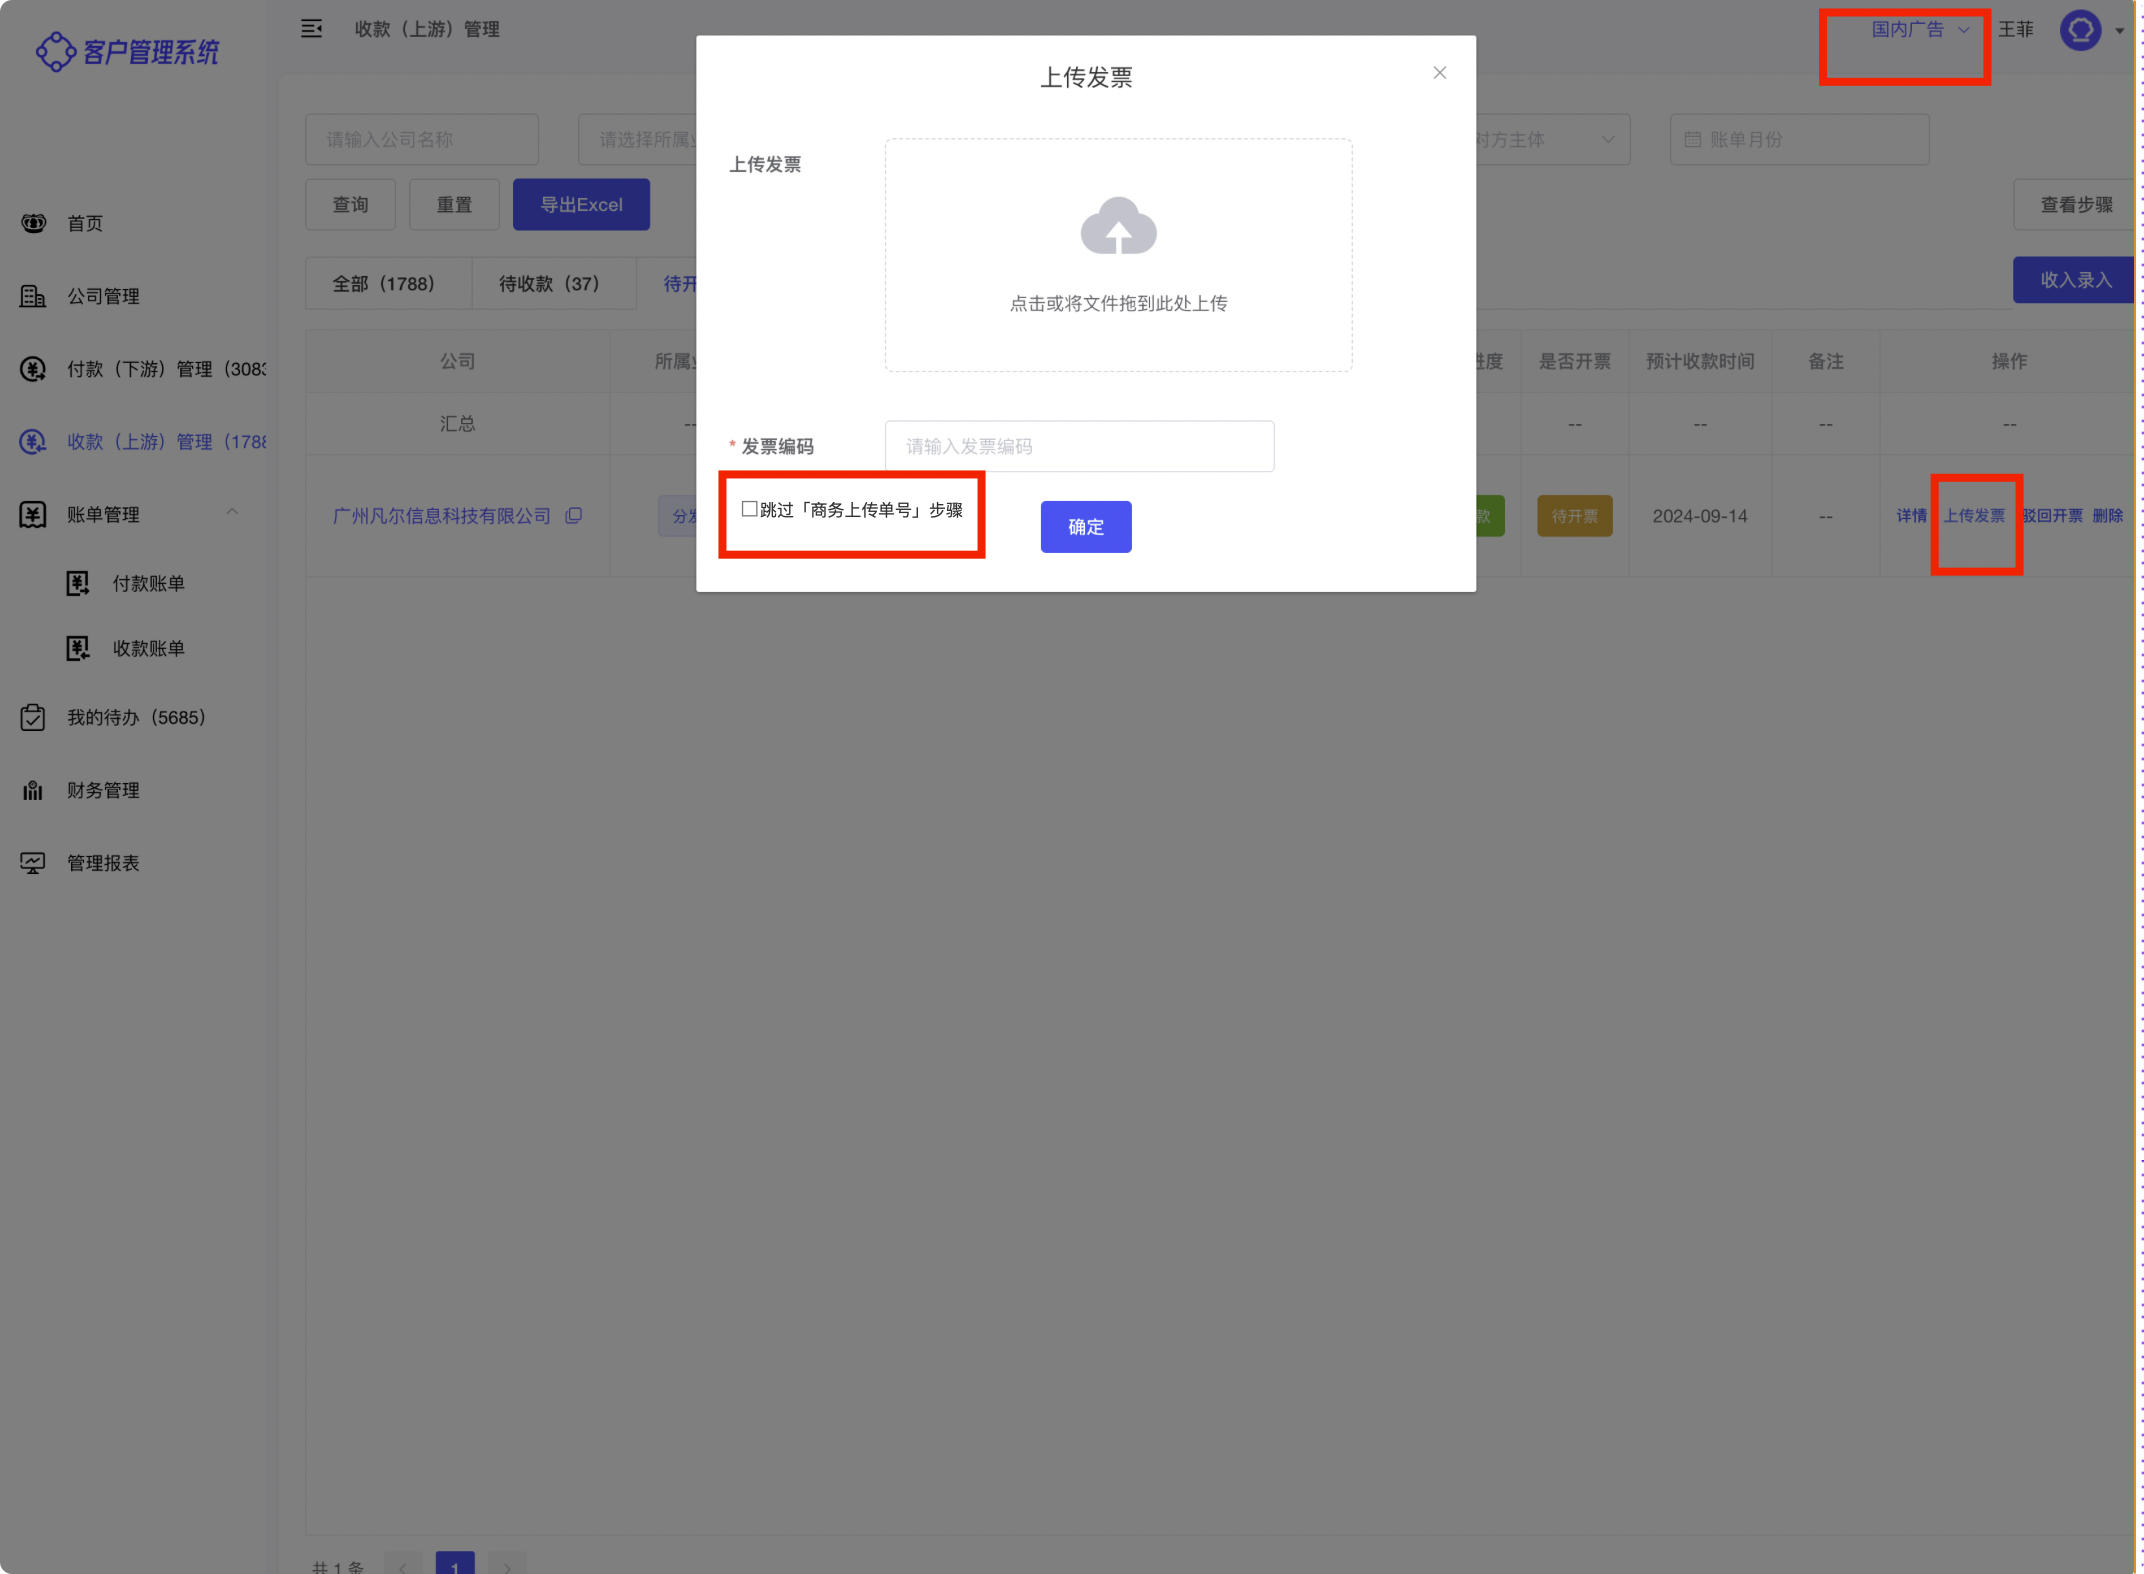 客户管理系统
收款（上游）管理
国内广告
王菲
首页
公司管理
付款（下游）管理（3083
收款（上游）管理（1788
账单管理
付款账单
收款账单
我的待办（5685）
财务管理
管理报表
请输入公司名称
请选择所属
对方主体
账单月份
查询
重置
导出Excel
查看步骤
全部（1788）
待收款（37）
待开
收入录入
公司
所属
进度
是否开票
预计收款时间
备注
操作
汇总
--
--
--
--
--
广州凡尔信息科技有限公司
分发
款
待开票
2024-09-14
--
详情
上传发票
驳回开票
删除
上传发票
上传发票
点击或将文件拖到此处上传
* 发票编码
请输入发票编码
跳过「商务上传单号」步骤
确定
共 1 条
1